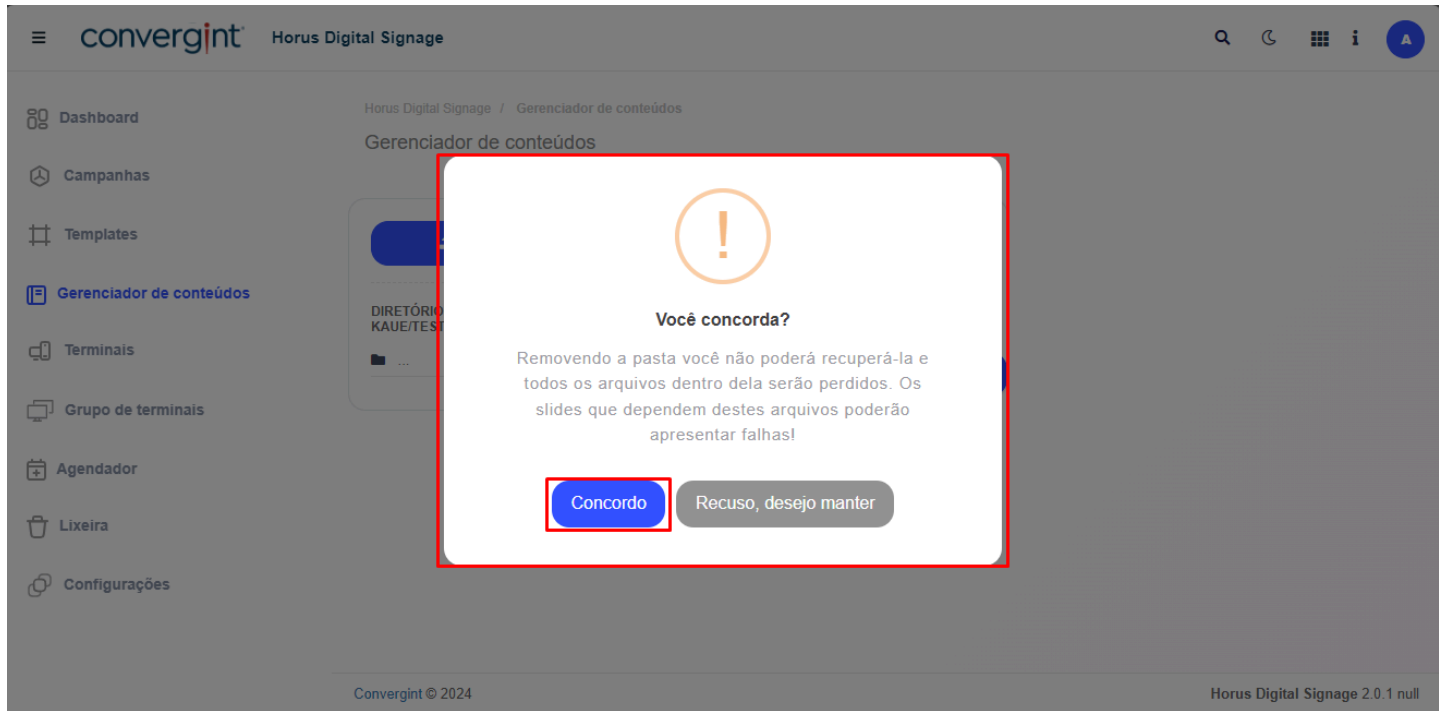 convergint Horus Digital Signage
A
Dashboard
Campanhas
Templates
Gerenciador de conteúdos
Terminais
Grupo de terminais
Agendador
Lixeira
Configurações
Horus Digital Signage / Gerenciador de conteúdos
Gerenciador de conteúdos
DIRETÓRIO
KAUE/TEST
...
!
Você concorda?
Removendo a pasta você não poderá recuperá-la e
todos os arquivos dentro dela serão perdidos. Os
slides que dependem destes arquivos poderão
apresentar falhas!
Concordo Recuso, desejo manter
Convergint © 2024 Horus Digital Signage 2.0.1 null